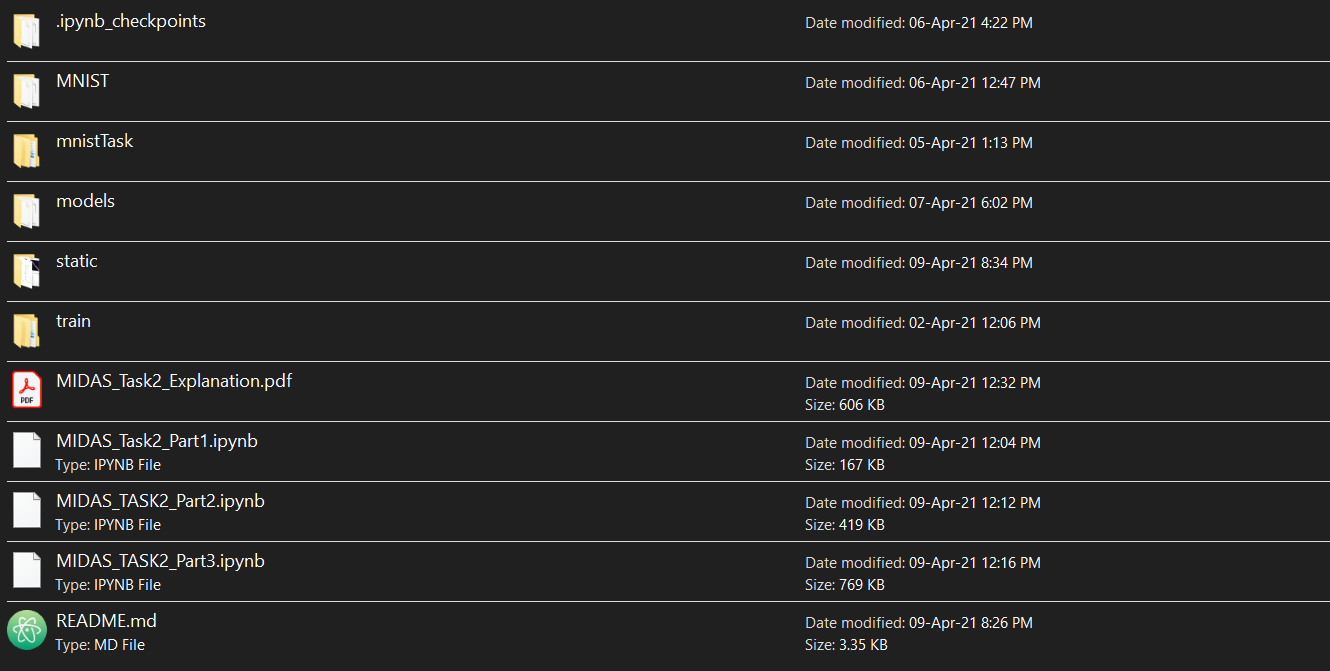 .ipynb_checkpoints
Date modified: 06-Apr-21 4:22 PM
MNIST
Date modified: 06-Apr-21 12:47 PM
mnistTask
Date modified: 05-Apr-21 1:13 PM
models
Date modified: 07-Apr-21 6:02 PM
static
Date modified: 09-Apr-21 8:34 PM
train
Date modified: 02-Apr-21 12:06 PM
PDF
MIDAS_Task2_Explanation.pdf
Date modified: 09-Apr-21 12:32 PM
Size: 606 KB
MIDAS_Task2_Part1.ipynb
Date modified: 09-Apr-21 12:04 PM
Type: IPYNB File
Size: 167 KB
MIDAS_TASK2_Part2.ipynb
Date modified: 09-Apr-21 12:12 PM
Type: IPYNB File
Size: 419 KB
MIDAS_TASK2_Part3.ipynb
Date modified: 09-Apr-21 12:16 PM
Type: IPYNB File
Size: 769 KB
README.md
Date modified: 09-Apr-21 8:26 PM
Type: MD File
Size: 3.35 KB